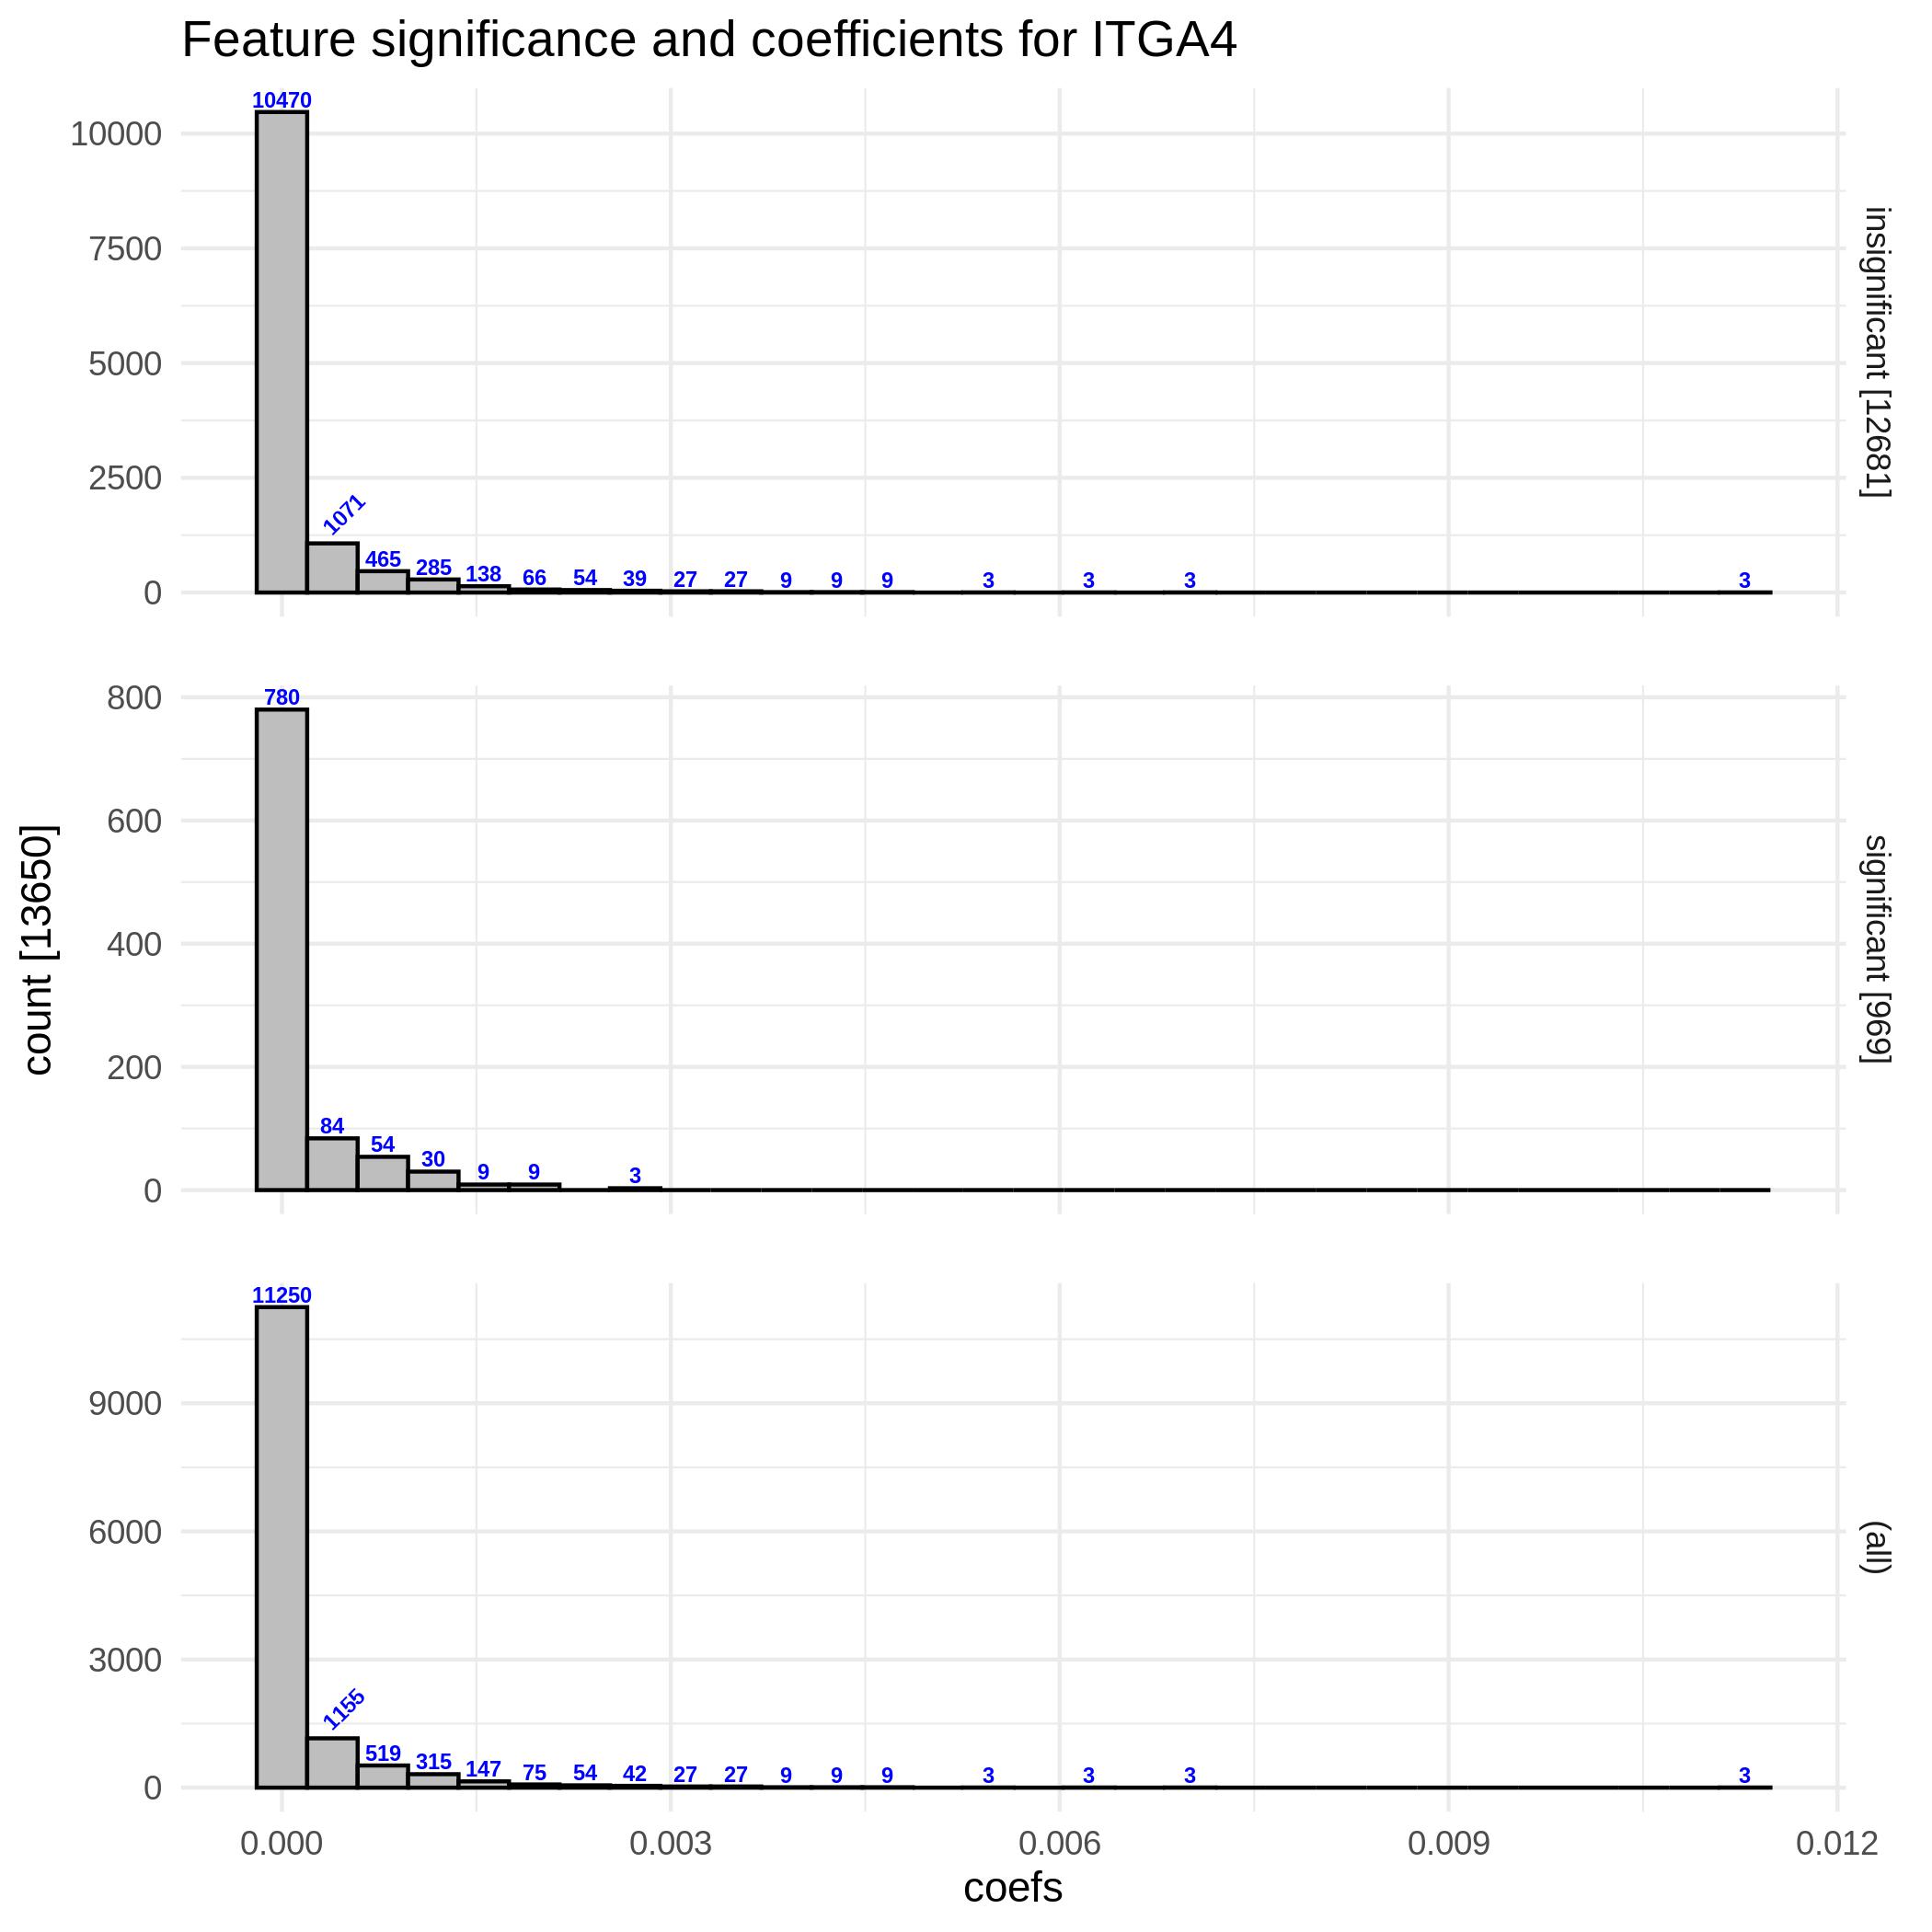 Feature significance and coefficients for ITGA4
10470
10000
7500
5000
2500
0
1071
465 285 138 66 54 39 27 27 9 9 9 3 3 3 3
insignificant [12681]
count [13650]
800
600
400
200
0
780
84 54 30 9 9 3
significant [969]
11250
9000
6000
3000
0
1155
519 315 147 75 54 42 27 27 9 9 9 3 3 3 3
(all)
0.000 0.003 0.006 0.009 0.012
coefs